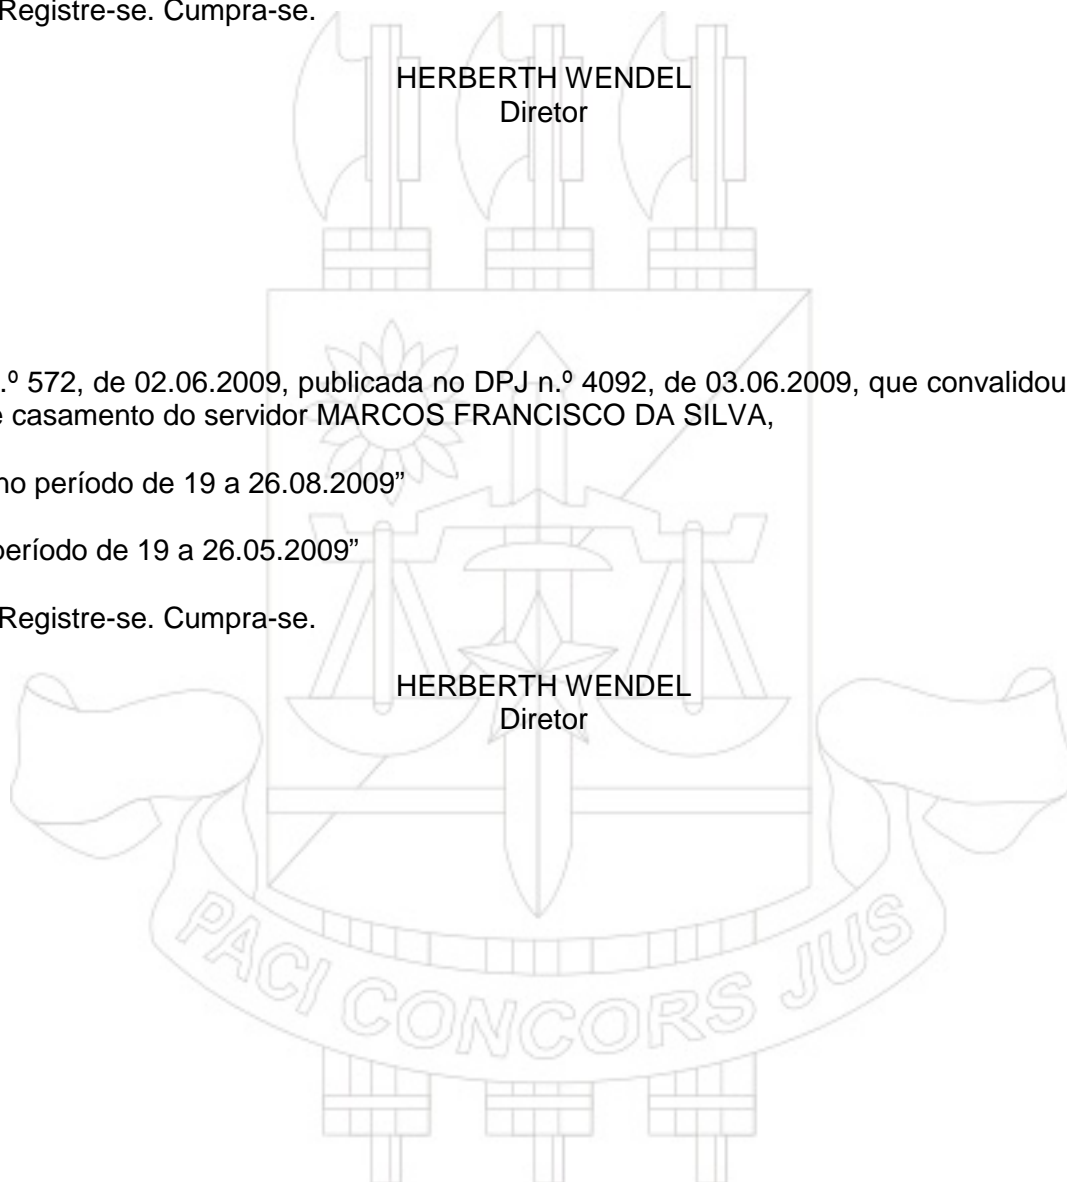 Registre-se. Cumpra-se.
HERBERTH WENDEL
Diretor
.º 572, de 02.06.2009, publicada no DPJ n.º 4092, de 03.06.2009, que convalidou
e casamento do servidor MARCOS FRANCISCO DA SILVA,
no período de 19 a 26.08.2009”
período de 19 a 26.05.2009”
Registre-se. Cumpra-se.
HERBERTH WENDEL
Diretor
PACI CONCORS JUS